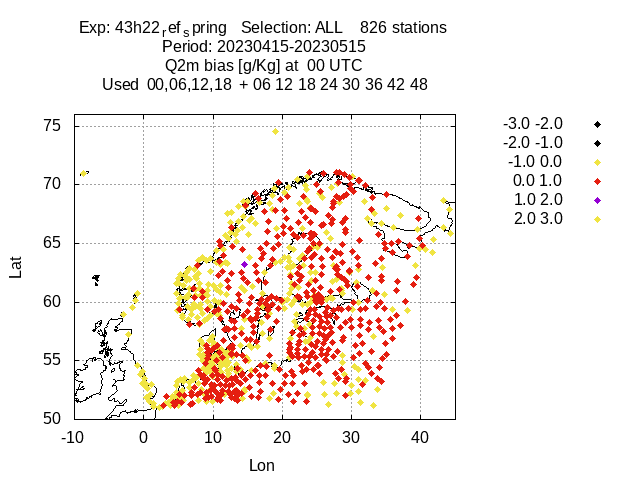 Exp: 43h22ref spring Selection: ALL 826 stations
Period: 20230415-20230515
Q2m bias [g/Kg] at 00 UTC
Used 00,06,12,18 + 06 12 18 24 30 36 42 48
-3.0 -2.0
-2.0 -1.0
-1.0 0.0
0.0 1.0
1.0 2.0
2.0 3.0
75
70
65
60
55
50
Lat
-10 0 10 20 30 40
Lon